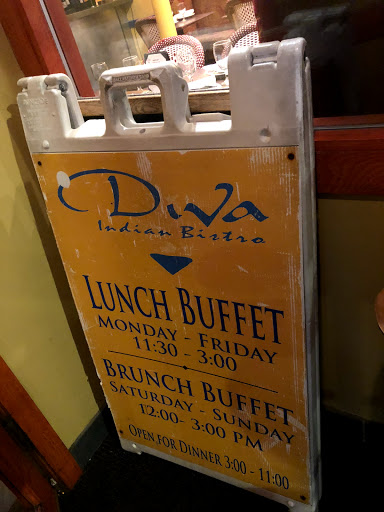 Diva
Indian Bistro
LUNCH BUFFET
MONDAY - FRIDAY
11:30 - 3:00
BRUNCH BUFFET
SATURDAY - SUNDAY
12:00- 3:00 PM
OPEN FOR DINNER 3:00 - 11:00